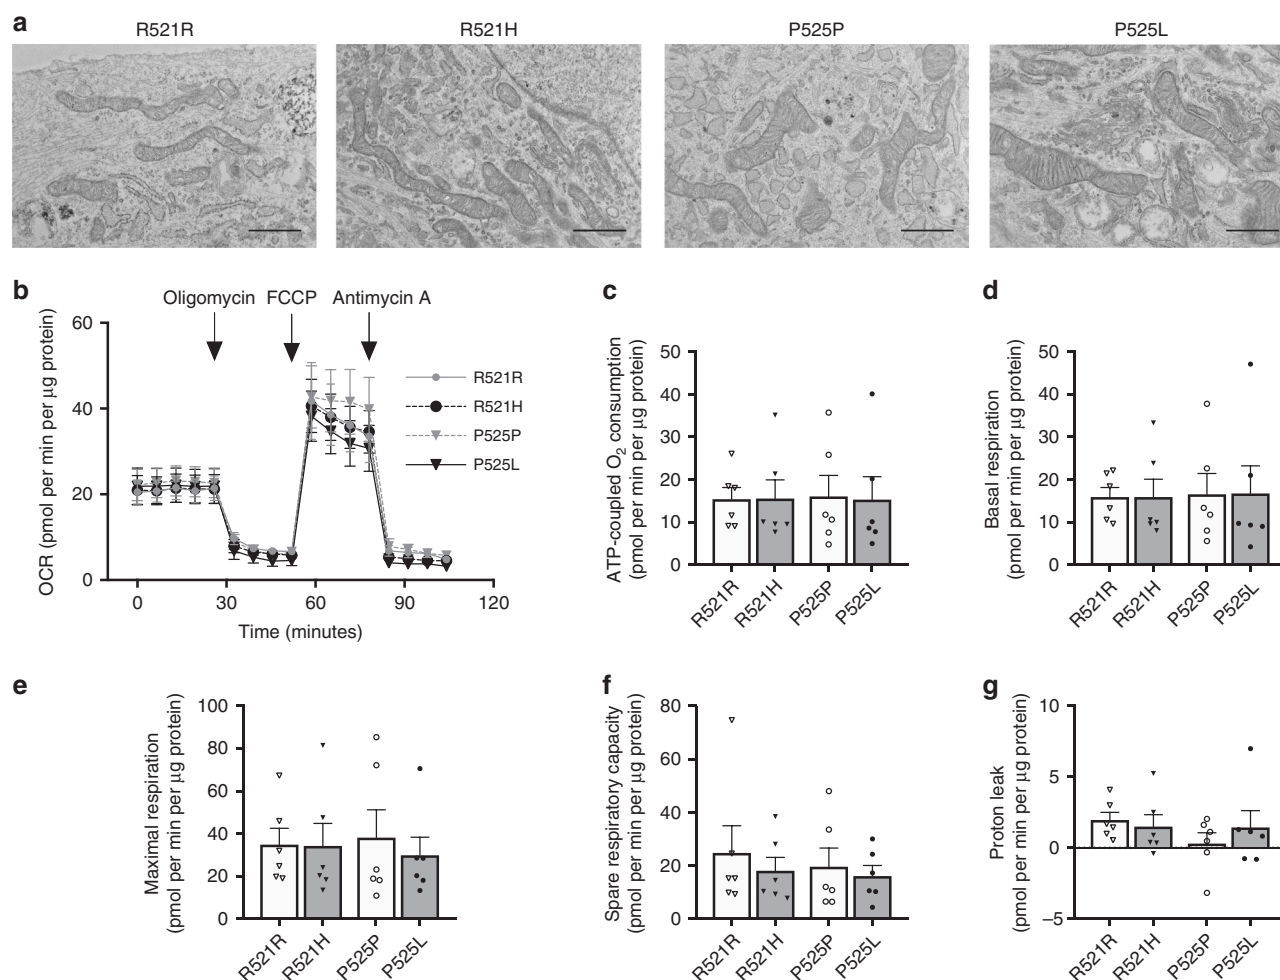 a
R521R R521H P525P P525L
b
Oligomycin FCCP Antimycin A
OCR (pmol per min per µg protein)
60
40
20
0
0 30 60 90 120
Time (minutes)
R521R
R521H
P525P
P525L
c
ATP-coupled O2 consumption
(pmol per min per µg protein)
50
40
30
20
10
0
R521R R521H P525P P525L
d
Basal respiration
(pmol per min per µg protein)
50
40
30
20
10
0
R521R R521H P525P P525L
e
Maximal respiration
(pmol per min per µg protein)
100
80
60
40
20
0
R521R R521H P525P P525L
f
Spare respiratory capacity
(pmol per min per µg protein)
80
60
40
20
0
R521R R521H P525P P525L
g
Proton leak
(pmol per min per µg protein)
10
5
0
–5
R521R R521H P525P P525L